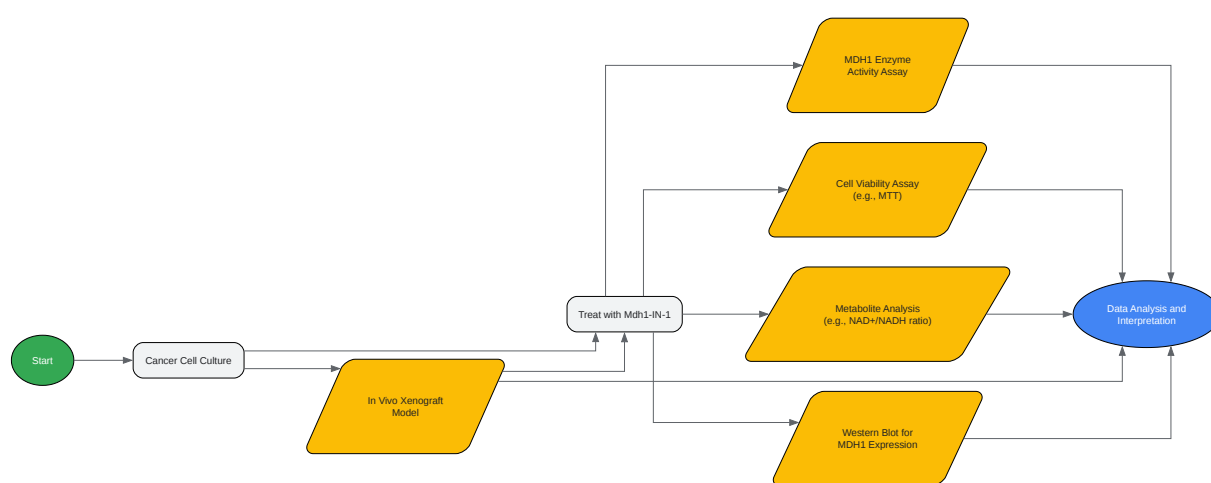 MDH1 Enzyme
Activity Assay
Cell Viability Assay
(e.g., MTT)
Treat with Mdh1-IN-1
Metabolite Analysis
(e.g., NAD+/NADH ratio)
Data Analysis and
Interpretation
Start
Cancer Cell Culture
In Vivo Xenograft
Model
Western Blot for
MDH1 Expression